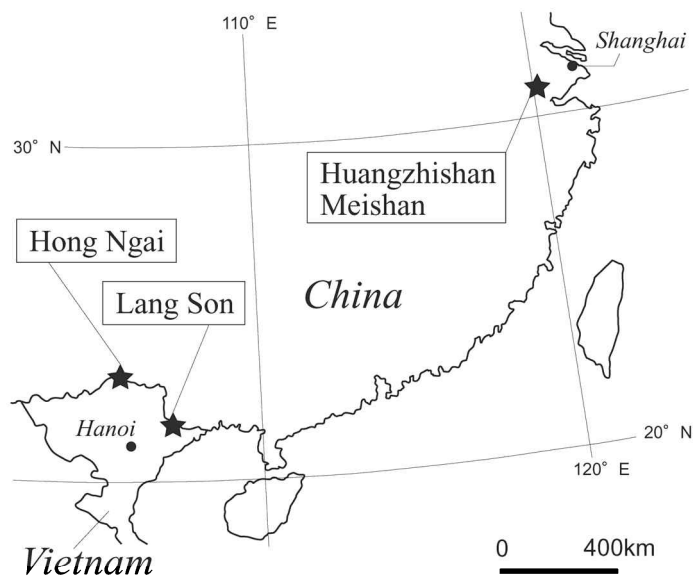 110° E
Shanghai
30° N
Huangzhishan
Meishan
Hong Ngai
Lang Son
China
Hanoi
20° N
120° E
Vietnam
0 400km